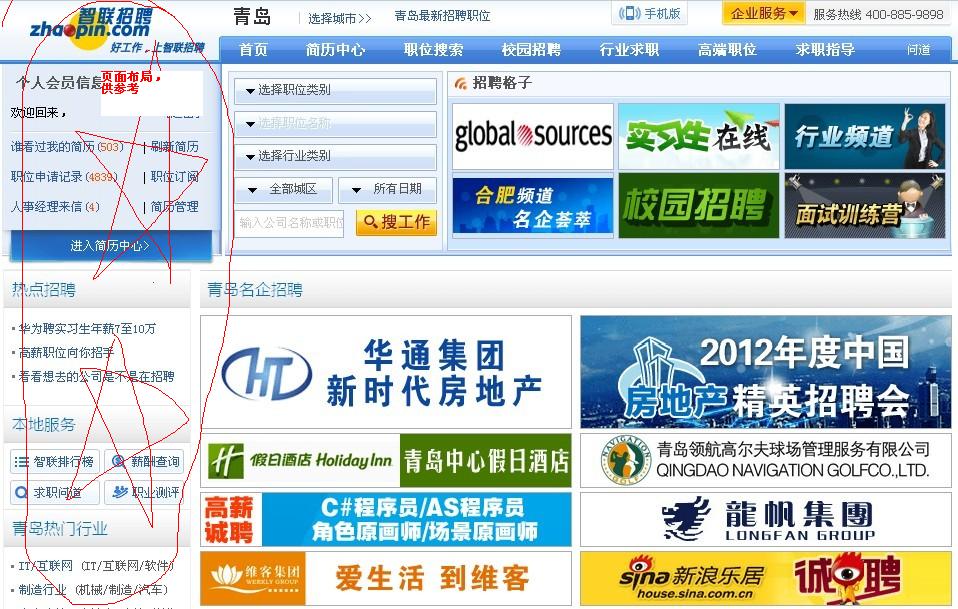 智联招聘
zhaopin.com
好工作，上智联招聘
青岛
选择城市>>
青岛最新招聘职位
手机版
企业服务
服务热线 400-885-9898
首页 简历中心 职位搜索 校园招聘 行业求职 高端职位 求职指导 问道
个人会员信息
页面布局，
供参考
欢迎回来，
谁看过我的简历(503) | 刷新简历
职位申请记录(4839) | 职位订阅
人事经理来信(4) | 简历管理
进入简历中心>
选择职位类别
选择职位名称
选择行业类别
全部城区 所有日期
输入公司名称或职位
搜工作
招聘格子
global sources
实习生在线
行业频道
合肥频道
名企荟萃
校园招聘
面试训练营
热点招聘
华为聘实习生年薪7至10万
高薪职位向你招手
看看想去的公司是不是在招聘
本地服务
智联排行榜 薪酬查询
求职问道 职业测评
青岛热门行业
IT/互联网 (IT/互联网/软件)
制造行业 (机械/制造/汽车)
青岛名企招聘
HT
华通集团
新时代房地产
2012年度中国
房地产精英招聘会
假日酒店 Holiday Inn
青岛中心假日酒店
NAVIGATION
GOLF
青岛领航高尔夫球场管理服务有限公司
QINGDAO NAVIGATION GOLFCO.,LTD.
高薪
诚聘
C#程序员/AS程序员
角色原画师/场景原画师
龍帆集團
LONGFAN GROUP
维客集团
WEEKLY GROUP
爱生活 到维客
sina新浪乐居
house.sina.com.cn
诚聘